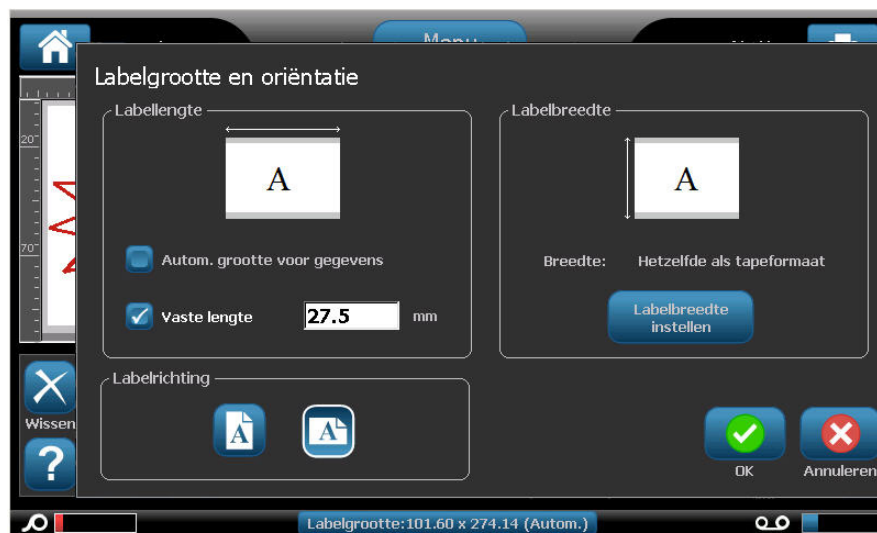 Menu
Labelgrootte en oriëntatie
Labellengte
A
Autom. grootte voor gegevens
Vaste lengte 27.5 mm
Labelbreedte
A
Breedte: Hetzelfde als tapeformaat
Labelbreedte
instellen
Labelrichting
A A
OK Annuleren
20
70
Wissen
?
Labelgrootte:101.60 x 274.14 (Autom.)